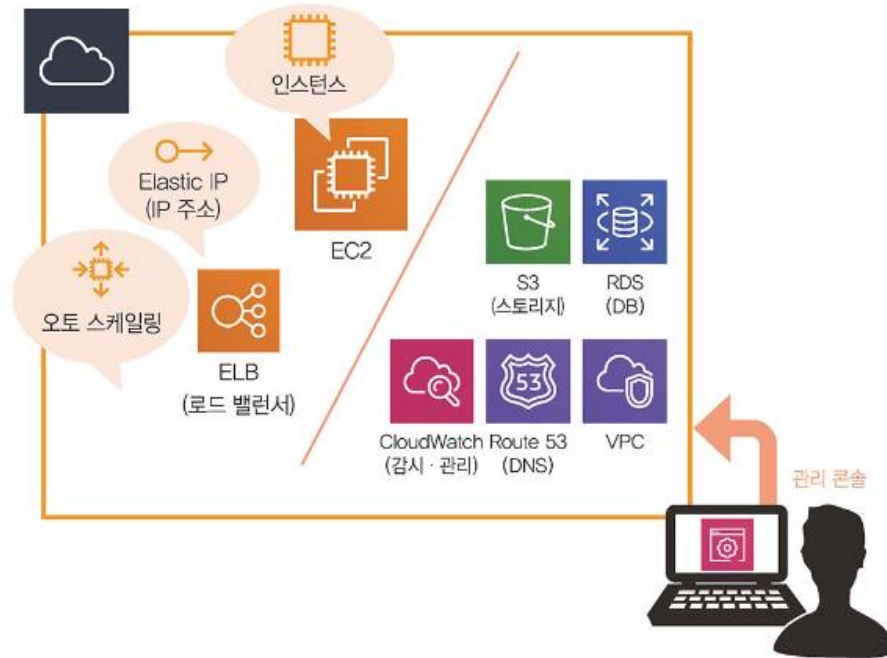 인스턴스
Elastic IP
(IP 주소)
EC2
오토 스케일링
ELB
(로드 밸런서)
S3
(스토리지)
RDS
(DB)
53
CloudWatch
(감시 · 관리)
Route 53
(DNS)
VPC
관리 콘솔